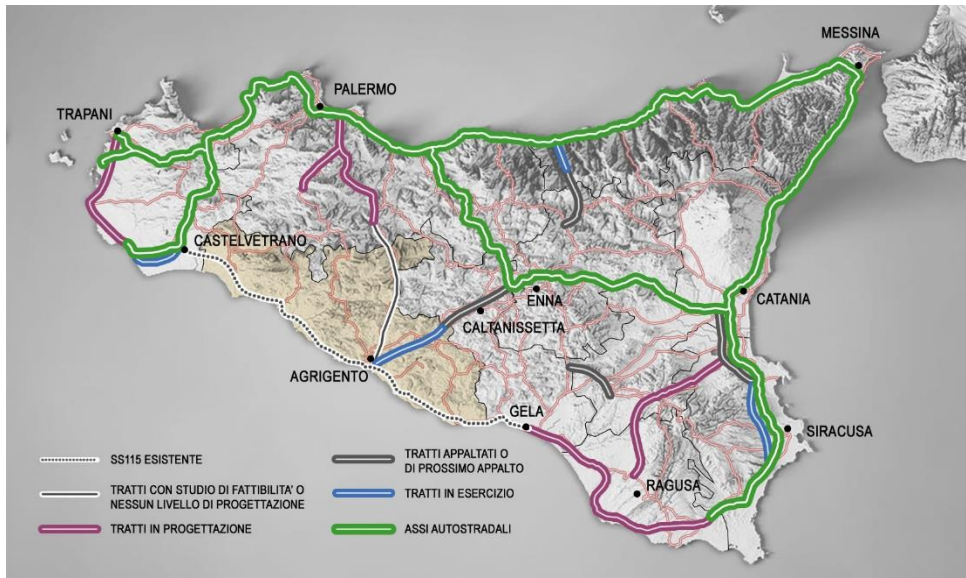 MESSINA
PALERMO
TRAPANI
CASTELVETRANO
ENNA
CATANIA
CALTANISSETTA
AGRIGENTO
GELA
SIRACUSA
RAGUSA
SS115 ESISTENTE
TRATTI CON STUDIO DI FATTIBILITA' O
NESSUN LIVELLO DI PROGETTAZIONE
TRATTI IN PROGETTAZIONE
TRATTI APPALTATI O
DI PROSSIMO APPALTO
TRATTI IN ESERCIZIO
ASSI AUTOSTRADALI